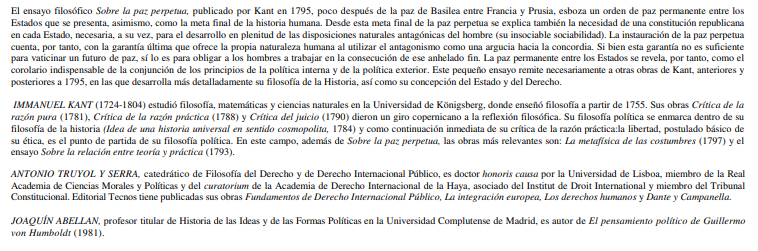 El ensayo filosófico Sobre la paz perpetua, publicado por Kant en 1795, poco después de la paz de Basilea entre Francia y Prusia, esboza un orden de paz permanente entre los
Estados que se presenta, asimismo, como la meta final de la historia humana. Desde esta meta final de la paz perpetua se explica también la necesidad de una constitución republicana
en cada Estado, necesaria, a su vez, para el desarrollo en plenitud de las disposiciones naturales antagónicas del hombre (su insociable sociabilidad). La instauración de la paz perpetua
cuenta, por tanto, con la garantía última que ofrece la propia naturaleza humana al utilizar el antagonismo como una argucia hacia la concordia. Si bien esta garantía no es suficiente
para vaticinar un futuro de paz, sí lo es para obligar a los hombres a trabajar en la consecución de ese anhelado fin. La paz permanente entre los Estados se revela, por tanto, como el
corolario indispensable de la conjunción de los principios de la política interna y de la política exterior. Este pequeño ensayo remite necesariamente a otras obras de Kant, anteriores y
posteriores a 1795, en las que desarrolla más detalladamente su filosofía de la Historia, así como su concepción del Estado y del Derecho.
IMMANUEL KANT (1724-1804) estudió filosofía, matemáticas y ciencias naturales en la Universidad de Königsberg, donde enseñó filosofía a partir de 1755. Sus obras Crítica de la
razón pura (1781), Crítica de la razón práctica (1788) y Crítica del juicio (1790) dieron un giro copernicano a la reflexión filosófica. Su filosofía política se enmarca dentro de su
filosofía de la historia (Idea de una historia universal en sentido cosmopolita, 1784) y como continuación inmediata de su crítica de la razón práctica:la libertad, postulado básico de
su ética, es el punto de partida de su filosofía política. En este campo, además de Sobre la paz perpetua, las obras más relevantes son: La metafísica de las costumbres (1797) y el
ensayo Sobre la relación entre teoría y práctica (1793).
ANTONIO TRUYOL Y SERRA, catedrático de Filosofía del Derecho y de Derecho Internacional Público, es doctor honoris causa por la Universidad de Lisboa, miembro de la Real
Academia de Ciencias Morales y Políticas y del curatorium de la Academia de Derecho Internacional de la Haya, asociado del Institut de Droit International y miembro del Tribunal
Constitucional. Editorial Tecnos tiene publicadas sus obras Fundamentos de Derecho Internacional Público, La integración europea, Los derechos humanos y Dante y Campanella.
JOAQUÍN ABELLAN, profesor titular de Historia de las Ideas y de las Formas Políticas en la Universidad Complutense de Madrid, es autor de El pensamiento político de Guillermo
von Humboldt (1981).